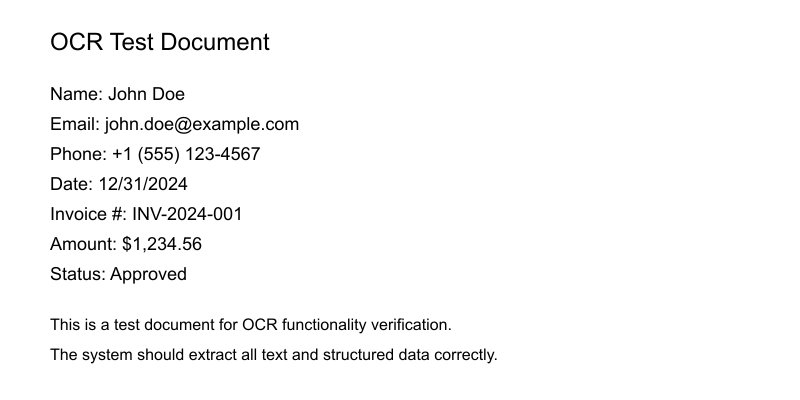 OCR Test Document
Name: John Doe
Email: john.doe@example.com
Phone: +1 (555) 123-4567
Date: 12/31/2024
Invoice #: INV-2024-001
Amount: $1,234.56
Status: Approved
This is a test document for OCR functionality verification.
The system should extract all text and structured data correctly.